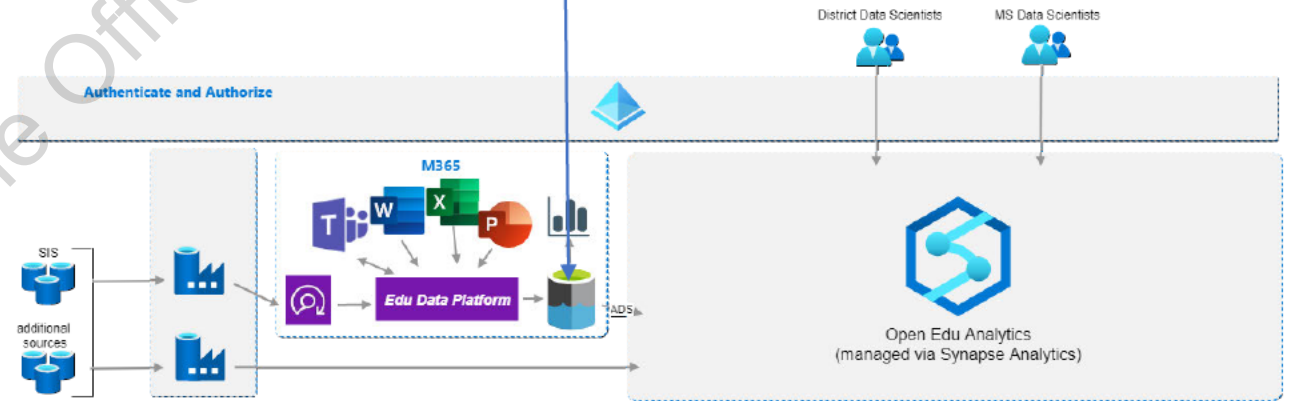 District Data Scientists
MS Data Scientists
Authenticate and Authorize
M365
T
W
X
P
SIS
Edu Data Platform
ADS
additional
sources
Open Edu Analytics
(managed via Synapse Analytics)